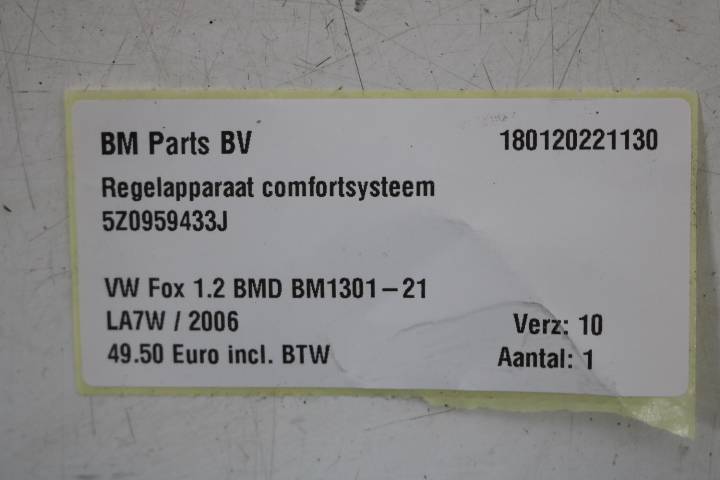 BM Parts BV 180120221130
Regelapparaat comfortsysteem
5Z0959433J
VW Fox 1.2 BMD BM1301-21
LA7W / 2006 Verz: 10
49.50 Euro incl. BTW Aantal: 1